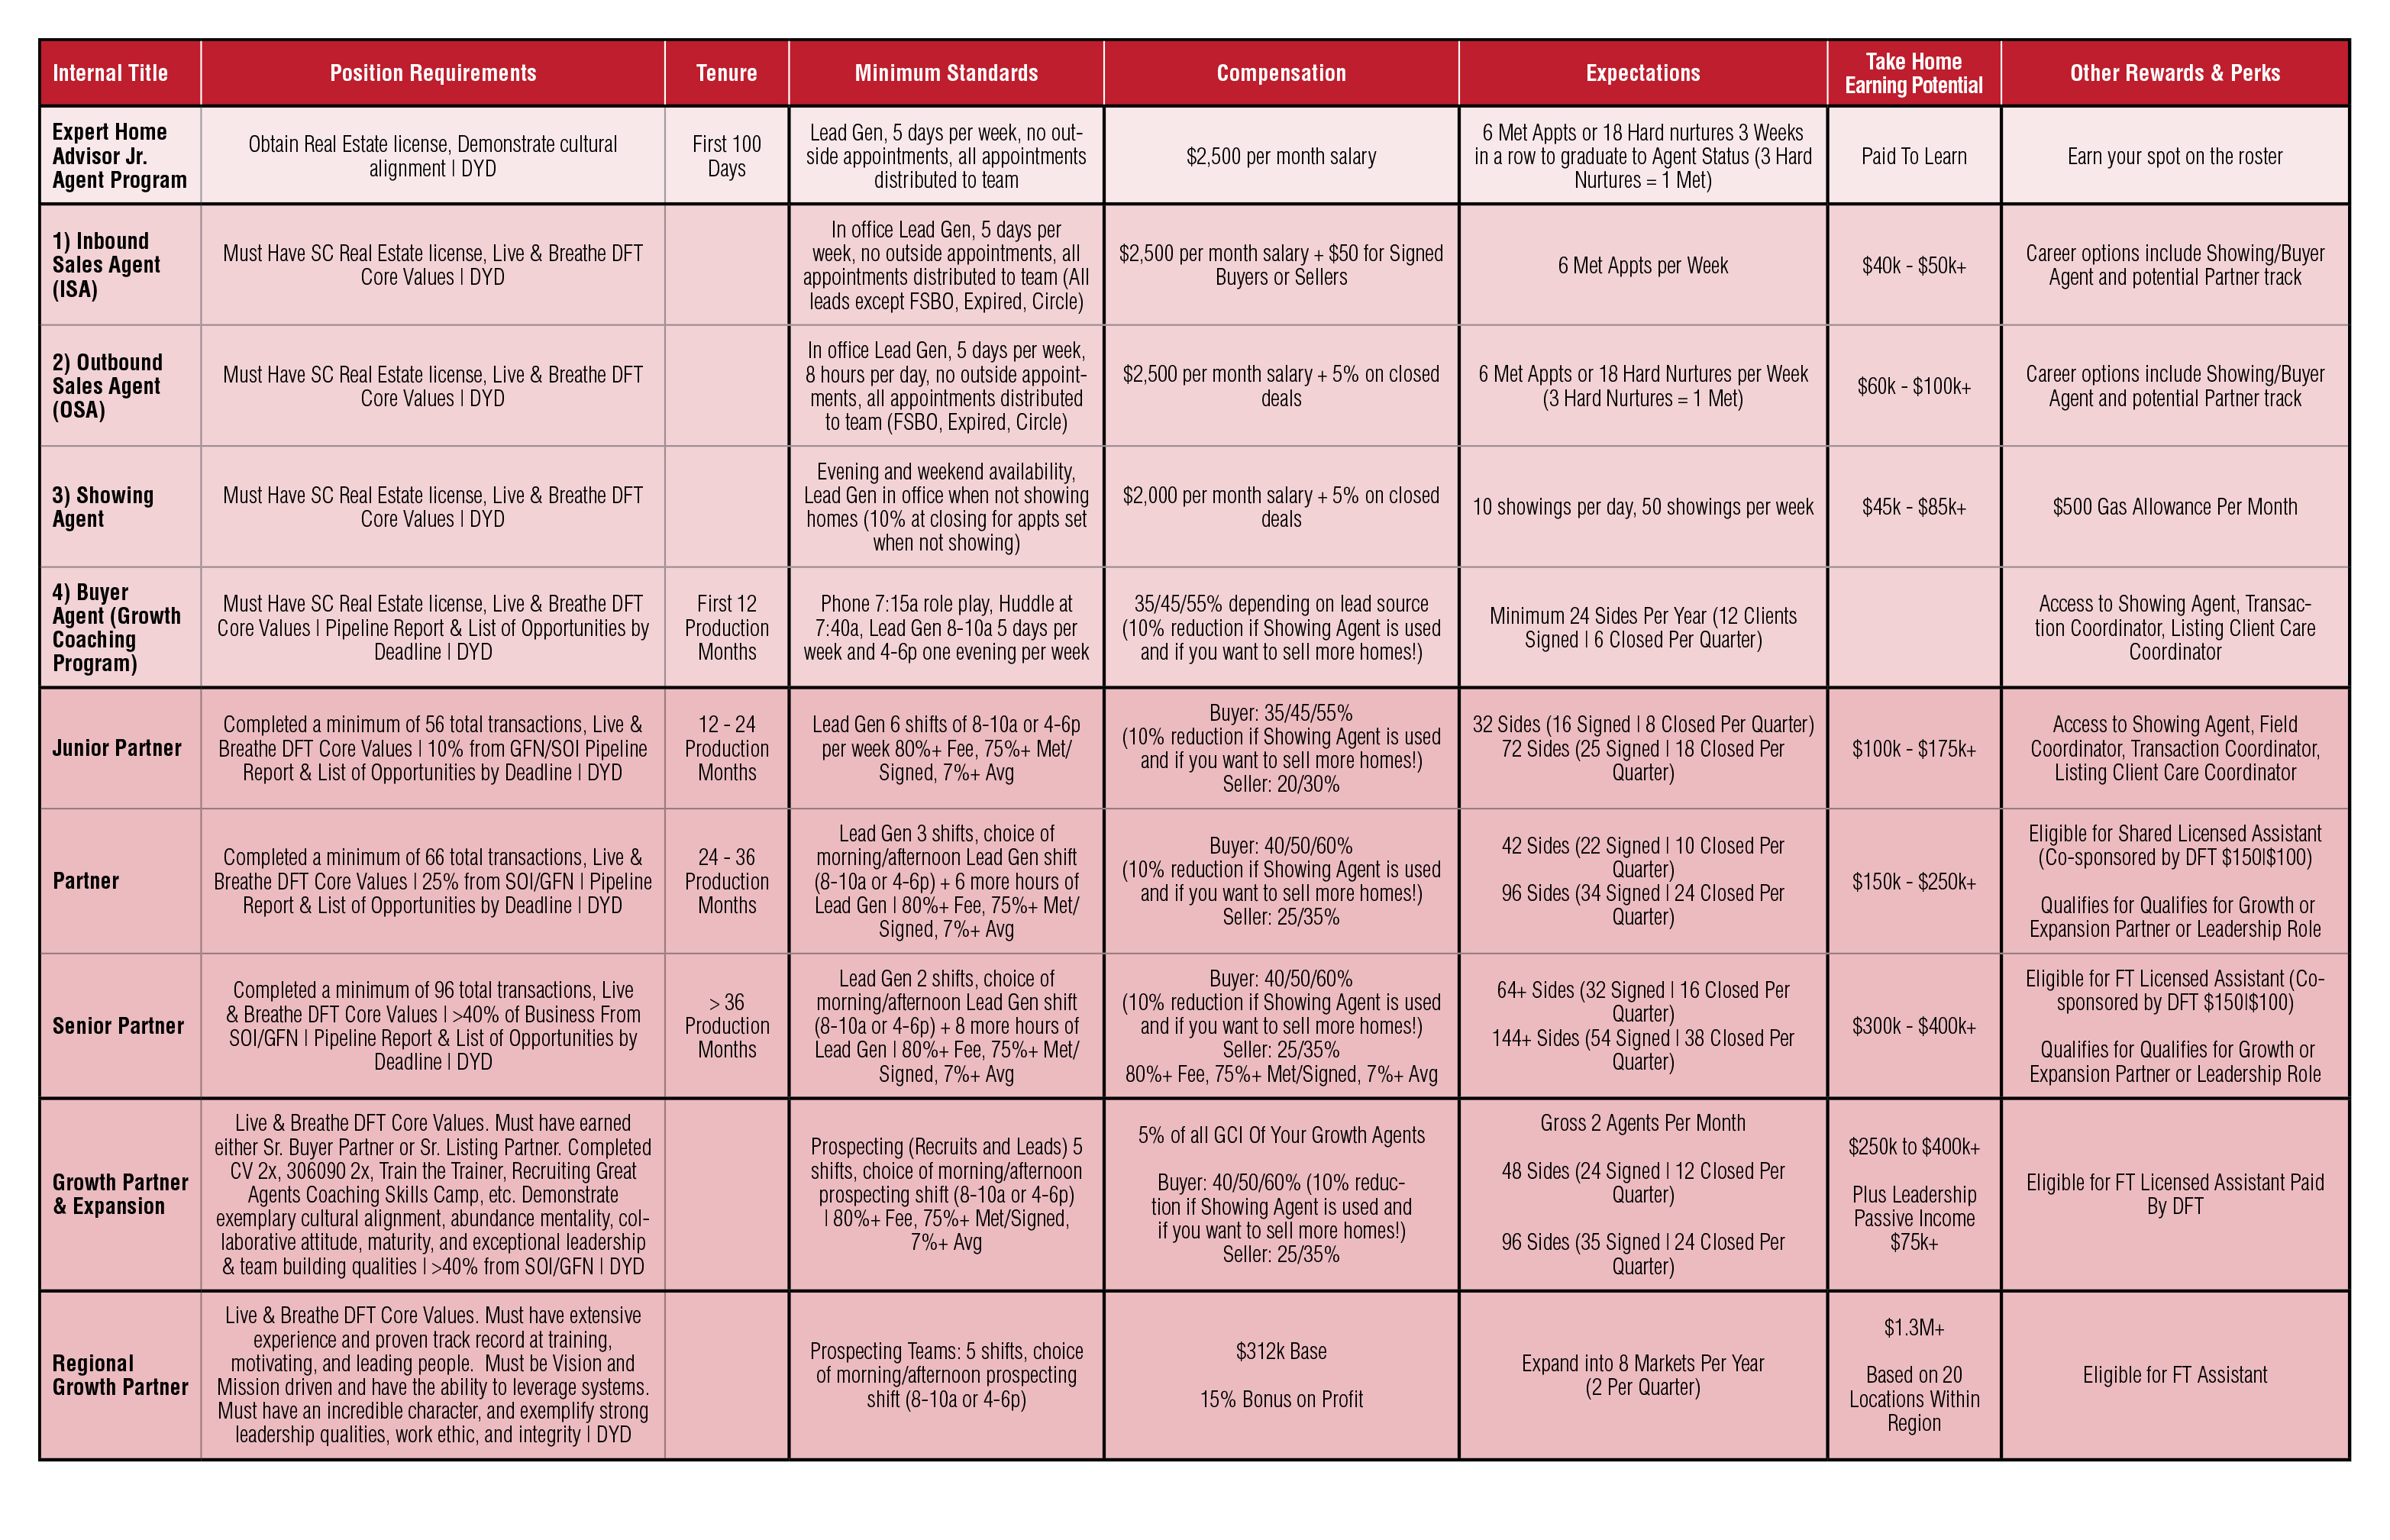 Internal Title
Position Requirements
Tenure
Minimum Standards
Compensation
Expectations
Take Home
Earning Potential
Other Rewards & Perks
Expert Home
Advisor Jr.
Agent Program
Obtain Real Estate license, Demonstrate cultural
alignment | DYD
First 100
Days
Lead Gen, 5 days per week, no out-
side appointments, all appointments
distributed to team
$2,500 per month salary
6 Met Appts or 18 Hard nurtures 3 Weeks
in a row to graduate to Agent Status (3 Hard
Nurtures = 1 Met)
Paid To Learn
Earn your spot on the roster
1) Inbound
Sales Agent
(ISA)
Must Have SC Real Estate license, Live & Breathe DFT
Core Values | DYD
In office Lead Gen, 5 days per
week, no outside appointments, all
appointments distributed to team (All
leads except FSBO, Expired, Circle)
$2,500 per month salary + $50 for Signed
Buyers or Sellers
6 Met Appts per Week
$40k - $50k+
Career options include Showing/Buyer
Agent and potential Partner track
2) Outbound
Sales Agent
(OSA)
Must Have SC Real Estate license, Live & Breathe DFT
Core Values | DYD
In office Lead Gen, 5 days per week,
8 hours per day, no outside appoint-
ments, all appointments distributed
to team (FSBO, Expired, Circle)
$2,500 per month salary + 5% on closed
deals
6 Met Appts or 18 Hard Nurtures per Week
(3 Hard Nurtures = 1 Met)
$60k - $100k+
Career options include Showing/Buyer
Agent and potential Partner track
3) Showing
Agent
Must Have SC Real Estate license, Live & Breathe DFT
Core Values | DYD
Evening and weekend availability,
Lead Gen in office when not showing
homes (10% at closing for appts set
when not showing)
$2,000 per month salary + 5% on closed
deals
10 showings per day, 50 showings per week
$45k - $85k+
$500 Gas Allowance Per Month
4) Buyer
Agent (Growth
Coaching
Program)
Must Have SC Real Estate license, Live & Breathe DFT
Core Values | Pipeline Report & List of Opportunities by
Deadline | DYD
First 12
Production
Months
Phone 7:15a role play, Huddle at
7:40a, Lead Gen 8-10a 5 days per
week and 4-6p one evening per week
35/45/55% depending on lead source
(10% reduction if Showing Agent is used
and if you want to sell more homes!)
Minimum 24 Sides Per Year (12 Clients
Signed | 6 Closed Per Quarter)
Access to Showing Agent, Transac-
tion Coordinator, Listing Client Care
Coordinator
Junior Partner
Completed a minimum of 56 total transactions, Live &
Breathe DFT Core Values | 10% from GFN/SOI Pipeline
Report & List of Opportunities by Deadline | DYD
12 - 24
Production
Months
Lead Gen 6 shifts of 8-10a or 4-6p
per week 80%+ Fee, 75%+ Met/
Signed, 7%+ Avg
Buyer: 35/45/55%
(10% reduction if Showing Agent is used
and if you want to sell more homes!)
Seller: 20/30%
32 Sides (16 Signed | 8 Closed Per Quarter)
72 Sides (25 Signed | 18 Closed Per
Quarter)
$100k - $175k+
Access to Showing Agent, Field
Coordinator, Transaction Coordinator,
Listing Client Care Coordinator
Partner
Completed a minimum of 66 total transactions, Live &
Breathe DFT Core Values | 25% from SOI/GFN | Pipeline
Report & List of Opportunities by Deadline | DYD
24 - 36
Production
Months
Lead Gen 3 shifts, choice of
morning/afternoon Lead Gen shift
(8-10a or 4-6p) + 6 more hours of
Lead Gen | 80%+ Fee, 75%+ Met/
Signed, 7%+ Avg
Buyer: 40/50/60%
(10% reduction if Showing Agent is used
and if you want to sell more homes!)
Seller: 25/35%
42 Sides (22 Signed | 10 Closed Per
Quarter)
96 Sides (34 Signed | 24 Closed Per
Quarter)
$150k - $250k+
Eligible for Shared Licensed Assistant
(Co-sponsored by DFT $150|$100)
Qualifies for Qualifies for Growth or
Expansion Partner or Leadership Role
Senior Partner
Completed a minimum of 96 total transactions, Live
& Breathe DFT Core Values | >40% of Business From
SOI/GFN | Pipeline Report & List of Opportunities by
Deadline | DYD
> 36
Production
Months
Lead Gen 2 shifts, choice of
morning/afternoon Lead Gen shift
(8-10a or 4-6p) + 8 more hours of
Lead Gen | 80%+ Fee, 75%+ Met/
Signed, 7%+ Avg
Buyer: 40/50/60%
(10% reduction if Showing Agent is used
and if you want to sell more homes!)
Seller: 25/35%
80%+ Fee, 75%+ Met/Signed, 7%+ Avg
64+ Sides (32 Signed | 16 Closed Per
Quarter)
144+ Sides (54 Signed | 38 Closed Per
Quarter)
$300k - $400k+
Eligible for FT Licensed Assistant (Co-
sponsored by DFT $150|$100)
Qualifies for Qualifies for Growth or
Expansion Partner or Leadership Role
Growth Partner
& Expansion
Live & Breathe DFT Core Values. Must have earned
either Sr. Buyer Partner or Sr. Listing Partner. Completed
CV 2x, 306090 2x, Train the Trainer, Recruiting Great
Agents Coaching Skills Camp, etc. Demonstrate
exemplary cultural alignment, abundance mentality, col-
laborative attitude, maturity, and exceptional leadership
& team building qualities | >40% from SOI/GFN | DYD
Prospecting (Recruits and Leads) 5
shifts, choice of morning/afternoon
prospecting shift (8-10a or 4-6p)
| 80%+ Fee, 75%+ Met/Signed,
7%+ Avg
5% of all GCI Of Your Growth Agents
Buyer: 40/50/60% (10% reduc-
tion if Showing Agent is used and
if you want to sell more homes!)
Seller: 25/35%
Gross 2 Agents Per Month
48 Sides (24 Signed | 12 Closed Per
Quarter)
96 Sides (35 Signed | 24 Closed Per
Quarter)
$250k to $400k+
Plus Leadership
Passive Income
$75k+
Eligible for FT Licensed Assistant Paid
By DFT
Regional
Growth Partner
Live & Breathe DFT Core Values. Must have extensive
experience and proven track record at training,
motivating, and leading people. Must be Vision and
Mission driven and have the ability to leverage systems.
Must have an incredible character, and exemplify strong
leadership qualities, work ethic, and integrity | DYD
Prospecting Teams: 5 shifts, choice
of morning/afternoon prospecting
shift (8-10a or 4-6p)
$312k Base
15% Bonus on Profit
Expand into 8 Markets Per Year
(2 Per Quarter)
$1.3M+
Based on 20
Locations Within
Region
Eligible for FT Assistant